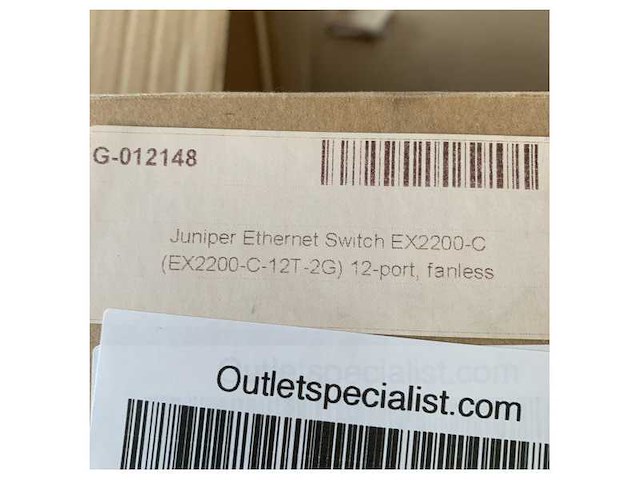 G-012148
Juniper Ethernet Switch EX2200-C
(EX2200-C-12T-2G) 12-port, fanless
Outletspecialist.com